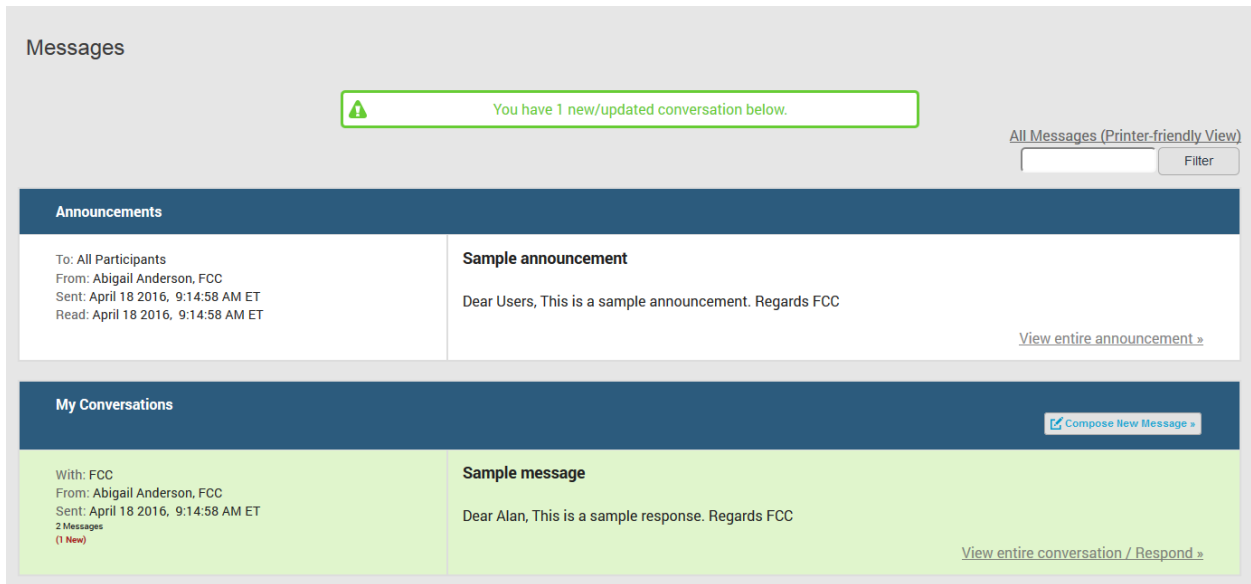 Messages
You have 1 new/updated conversation below.
All Messages (Printer-friendly View)
Filter
Announcements
To: All Participants
From: Abigail Anderson, FCC
Sent: April 18 2016, 9:14:58 AM ET
Read: April 18 2016, 9:14:58 AM ET
Sample announcement
Dear Users, This is a sample announcement. Regards FCC
View entire announcement »
My Conversations
Compose New Message »
With: FCC
From: Abigail Anderson, FCC
Sent: April 18 2016, 9:14:58 AM ET
2 Messages
(1 New)
Sample message
Dear Alan, This is a sample response. Regards FCC
View entire conversation / Respond »